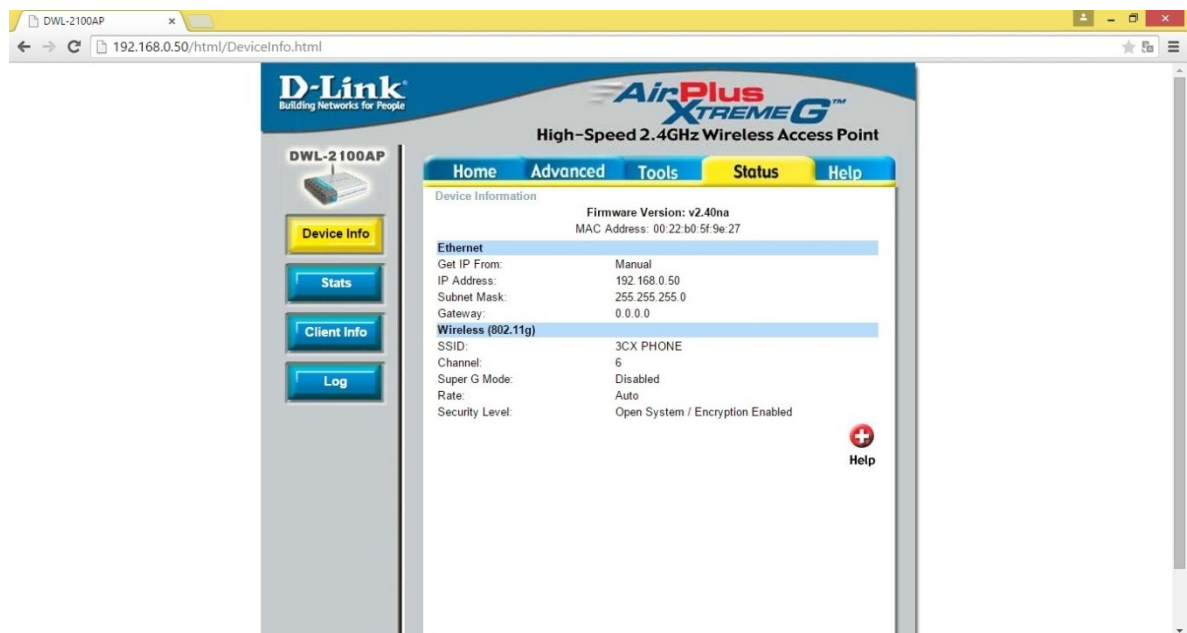 DWL-2100AP
192.168.0.50/html/DeviceInfo.html
D-Link
Building Networks for People
AirPlus
XTREME G™
High-Speed 2.4GHz Wireless Access Point
DWL-2100AP
Home Advanced Tools Status Help
Device Info
Stats
Client Info
Log
Device Information
Firmware Version: v2.40na
MAC Address: 00:22:b0:5f:9e:27
Ethernet
Get IP From: Manual
IP Address: 192.168.0.50
Subnet Mask: 255.255.255.0
Gateway: 0.0.0.0
Wireless (802.11g)
SSID: 3CX PHONE
Channel: 6
Super G Mode: Disabled
Rate: Auto
Security Level: Open System / Encryption Enabled
Help